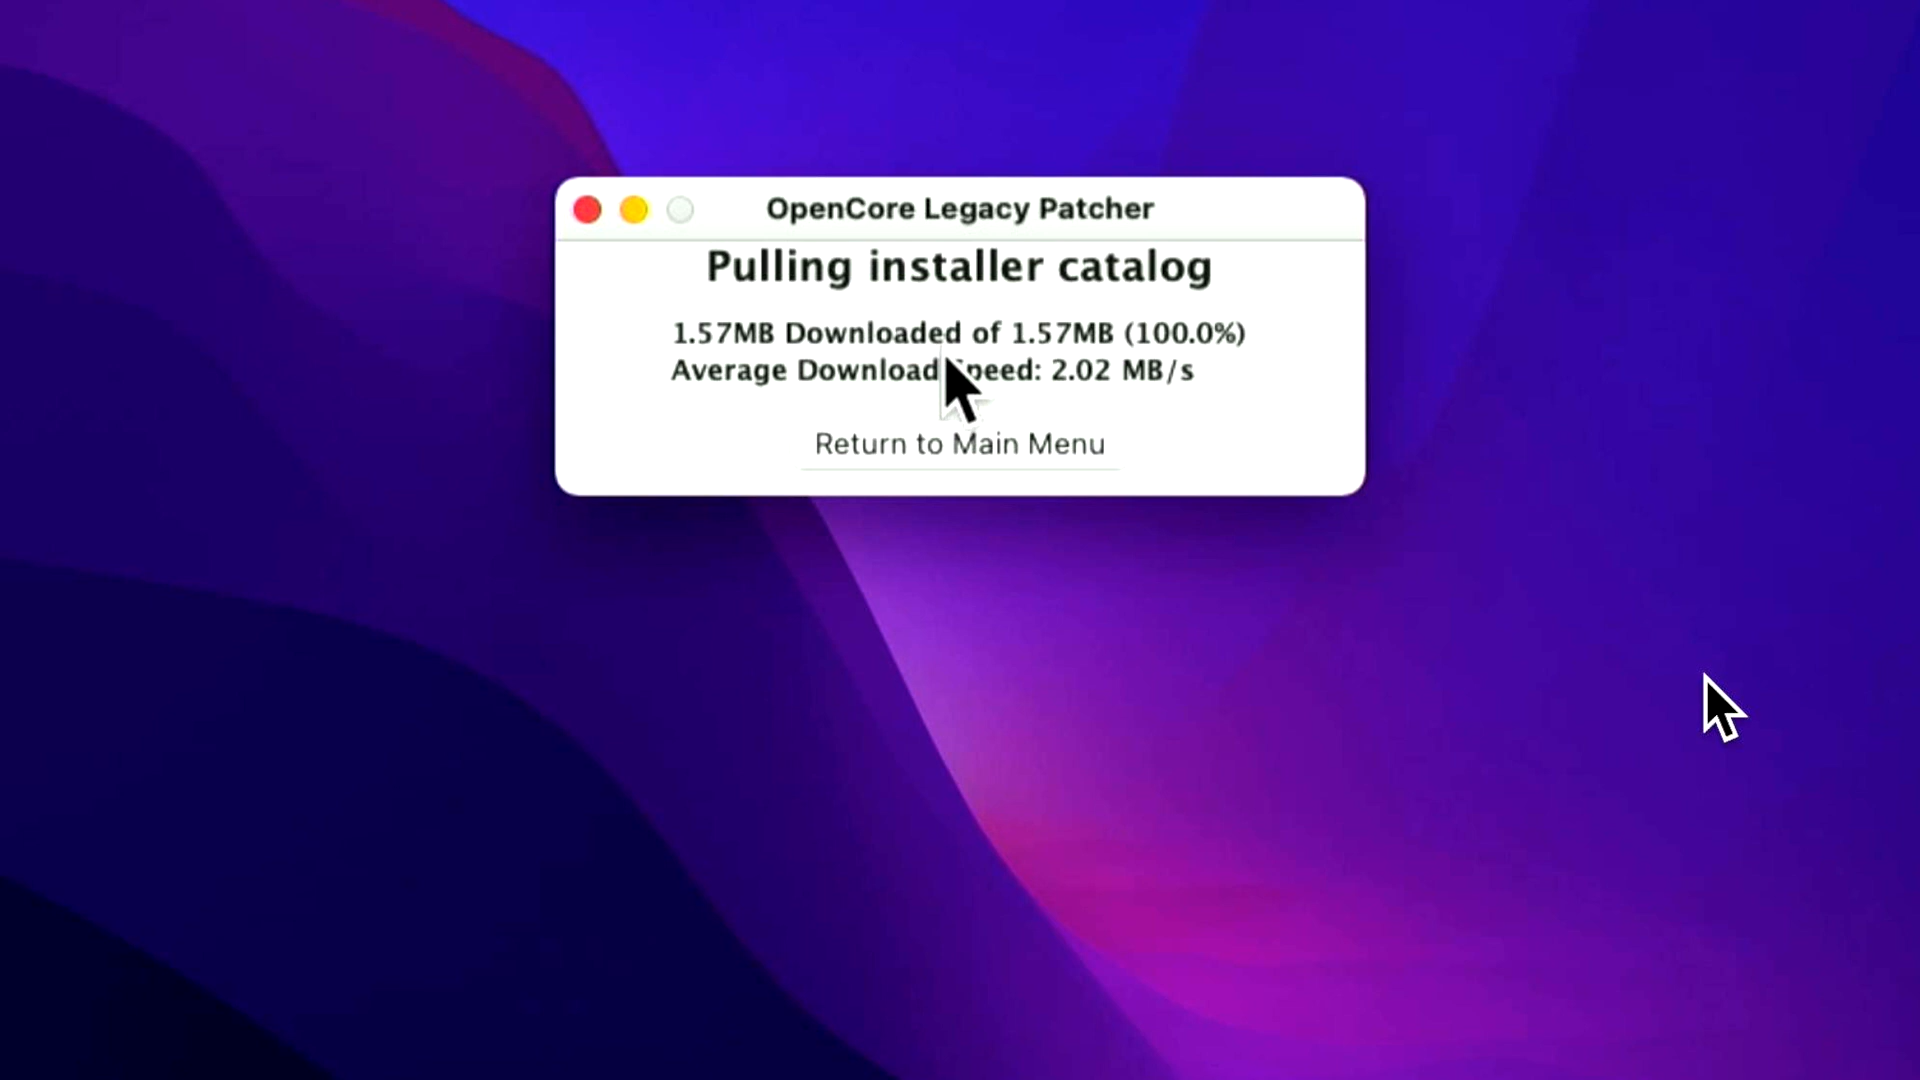 OpenCore Legacy Patcher
Pulling installer catalog
1.57MB Downloaded of 1.57MB (100.0%)
Average Download Speed: 2.02 MB/s
Return to Main Menu